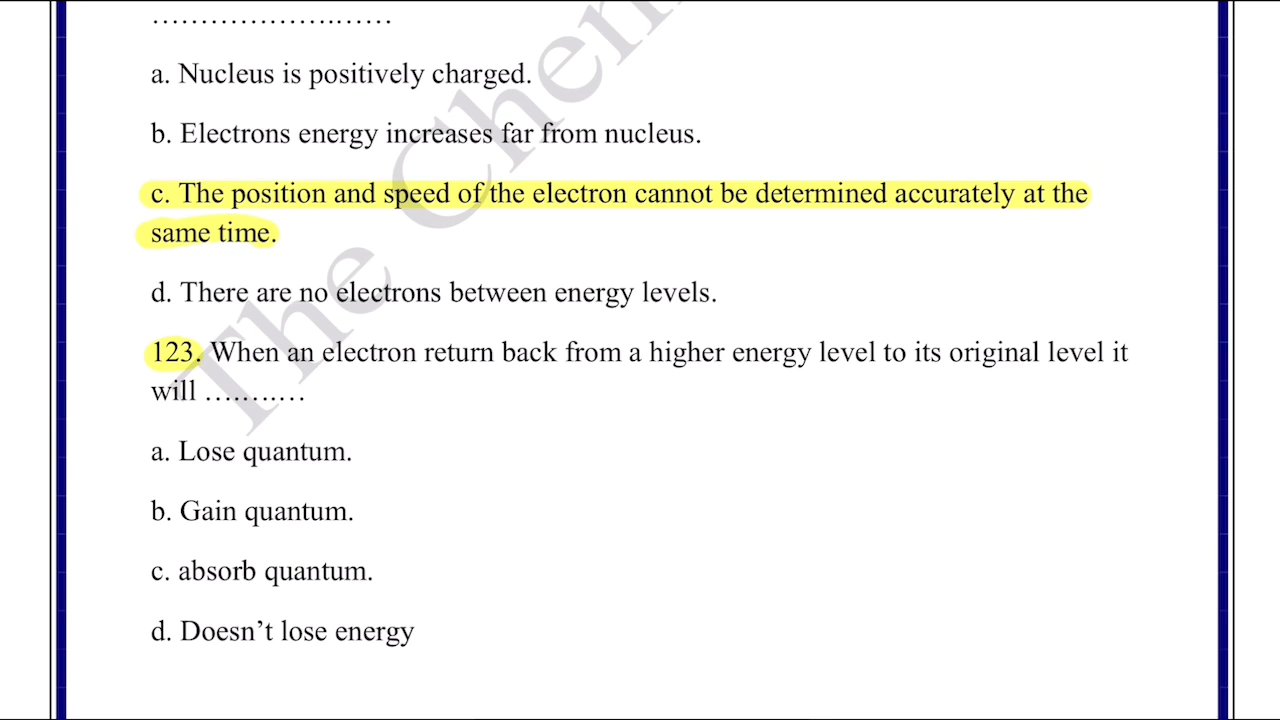 ........................
a. Nucleus is positively charged.
b. Electrons energy increases far from nucleus.
c. The position and speed of the electron cannot be determined accurately at the
same time.
d. There are no electrons between energy levels.
123. When an electron return back from a higher energy level to its original level it
will ...........
a. Lose quantum.
b. Gain quantum.
c. absorb quantum.
d. Doesn’t lose energy
The Chem